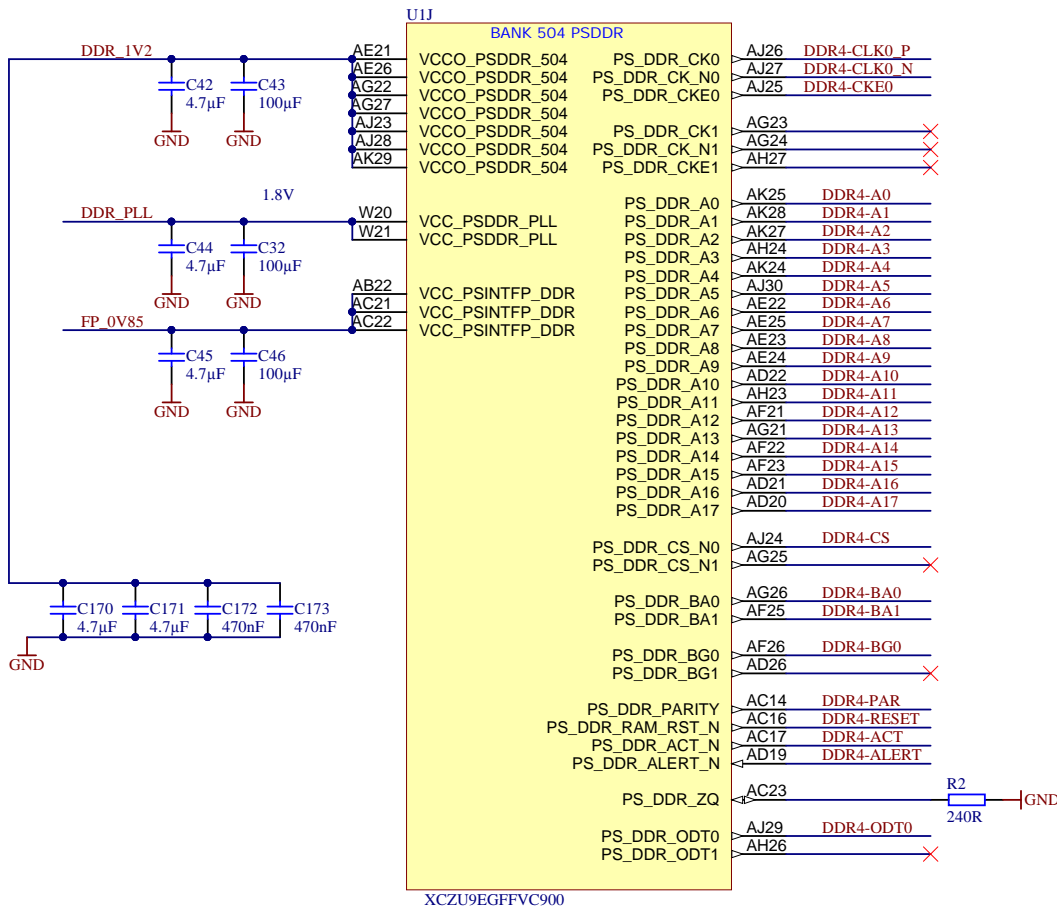 U1J
BANK 504 PSDDR
DDR_1V2 AE21 VCCO_PSDDR_504 PS_DDR_CK0 AJ26 DDR4-CLK0_P
AE26 VCCO_PSDDR_504 PS_DDR_CK_N0 AJ27 DDR4-CLK0_N
C42 C43 AG22 VCCO_PSDDR_504 PS_DDR_CKE0 AJ25 DDR4-CKE0
4.7µF 100µF AG27 VCCO_PSDDR_504
AJ23 VCCO_PSDDR_504 PS_DDR_CK1 AG23
GND GND AJ28 VCCO_PSDDR_504 PS_DDR_CK_N1 AG24
AK29 VCCO_PSDDR_504 PS_DDR_CKE1 AH27
1.8V
PS_DDR_A0 AK25 DDR4-A0
DDR_PLL W20 VCC_PSDDR_PLL PS_DDR_A1 AK28 DDR4-A1
W21 VCC_PSDDR_PLL PS_DDR_A2 AK27 DDR4-A2
C44 C32 PS_DDR_A3 AH24 DDR4-A3
4.7µF 100µF PS_DDR_A4 AK24 DDR4-A4
GND GND AB22 VCC_PSINTFP_DDR PS_DDR_A5 AJ30 DDR4-A5
AC21 VCC_PSINTFP_DDR PS_DDR_A6 AE22 DDR4-A6
FP_0V85 AC22 VCC_PSINTFP_DDR PS_DDR_A7 AE25 DDR4-A7
C45 C46 PS_DDR_A8 AE23 DDR4-A8
4.7µF 100µF PS_DDR_A9 AE24 DDR4-A9
PS_DDR_A10 AD22 DDR4-A10
GND GND PS_DDR_A11 AH23 DDR4-A11
PS_DDR_A12 AF21 DDR4-A12
PS_DDR_A13 AG21 DDR4-A13
PS_DDR_A14 AF22 DDR4-A14
PS_DDR_A15 AF23 DDR4-A15
PS_DDR_A16 AD21 DDR4-A16
PS_DDR_A17 AD20 DDR4-A17
PS_DDR_CS_N0 AJ24 DDR4-CS
PS_DDR_CS_N1 AG25
C170 C171 C172 C173 PS_DDR_BA0 AG26 DDR4-BA0
4.7µF 4.7µF 470nF 470nF PS_DDR_BA1 AF25 DDR4-BA1
GND PS_DDR_BG0 AF26 DDR4-BG0
PS_DDR_BG1 AD26
PS_DDR_PARITY AC14 DDR4-PAR
PS_DDR_RAM_RST_N AC16 DDR4-RESET
PS_DDR_ACT_N AC17 DDR4-ACT
PS_DDR_ALERT_N AD19 DDR4-ALERT
PS_DDR_ZQ AC23 R2 GND
240R
PS_DDR_ODT0 AJ29 DDR4-ODT0
PS_DDR_ODT1 AH26
XCZU9EGFFVC900